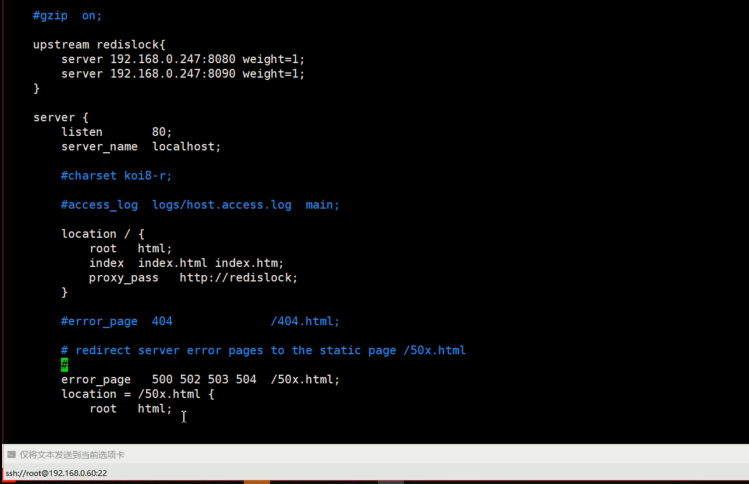 #gzip  on;
upstream redislock{
server 192.168.0.247:8080 weight=1;
server 192.168.0.247:8090 weight=1;
}
server {
listen       80;
server_name  localhost;
#charset koi8-r;
#access_log  logs/host.access.log  main;
location / {
root   html;
index  index.html index.htm;
proxy_pass   http://redislock;
}
#error_page  404              /404.html;
# redirect server error pages to the static page /50x.html
#
error_page   500 502 503 504  /50x.html;
location = /50x.html {
root   html;
仅将文本发送到当前选项卡
ssh://root@192.168.0.60:22